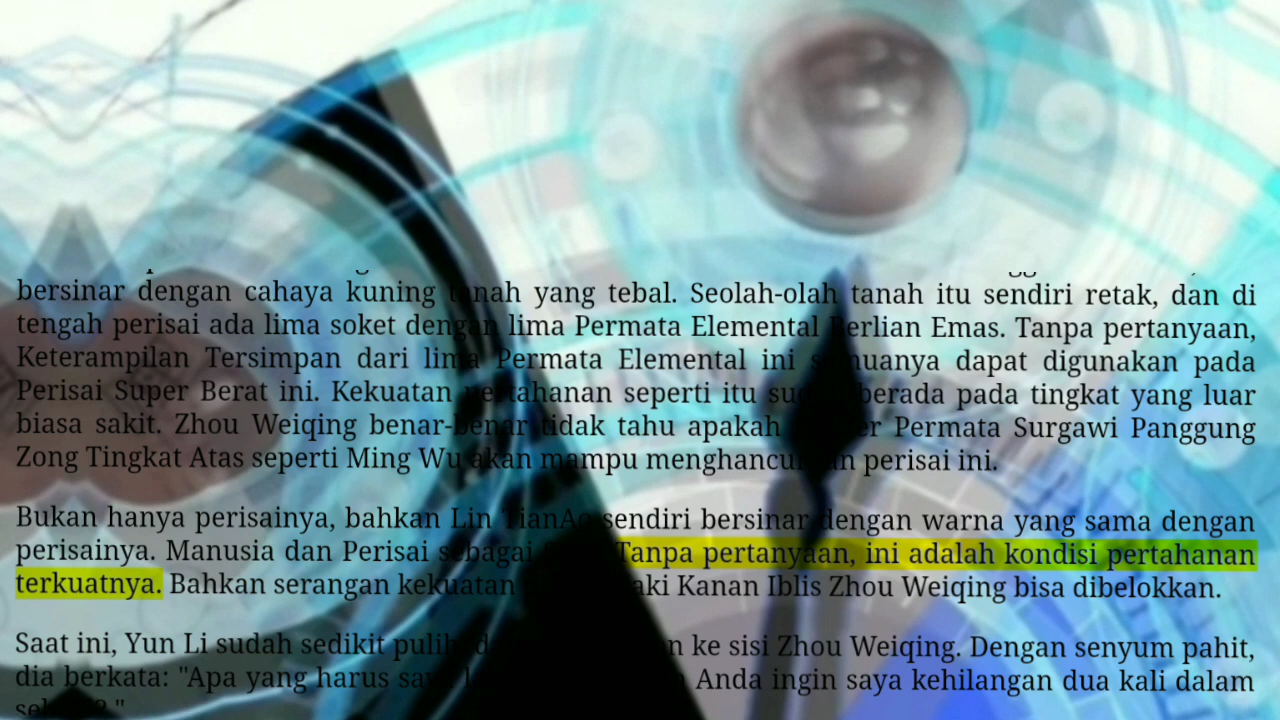 bersinar dengan cahaya kuning tanah yang tebal. Seolah-olah tanah itu sendiri retak, dan di
tengah perisai ada lima soket dengan lima Permata Elemental Berlian Emas. Tanpa pertanyaan,
Keterampilan Tersimpan dari lima Permata Elemental ini semuanya dapat digunakan pada
Perisai Super Berat ini. Kekuatan pertahanan seperti itu sudah berada pada tingkat yang luar
biasa sakit. Zhou Weiqing benar-benar tidak tahu apakah Permata Surgawi Panggung
Zong Tingkat Atas seperti Ming Wu akan mampu menghancurkan perisai ini.
Bukan hanya perisainya, bahkan Lin TianAo sendiri bersinar dengan warna yang sama dengan
perisainya. Manusia dan Perisai sebagai Tanpa pertanyaan, ini adalah kondisi pertahanan
terkuatnya. Bahkan serangan kekuatan Kanan Iblis Zhou Weiqing bisa dibelokkan.
Saat ini, Yun Li sudah sedikit pulih ke sisi Zhou Weiqing. Dengan senyum pahit,
dia berkata: "Apa yang harus Anda ingin saya kehilangan dua kali dalam